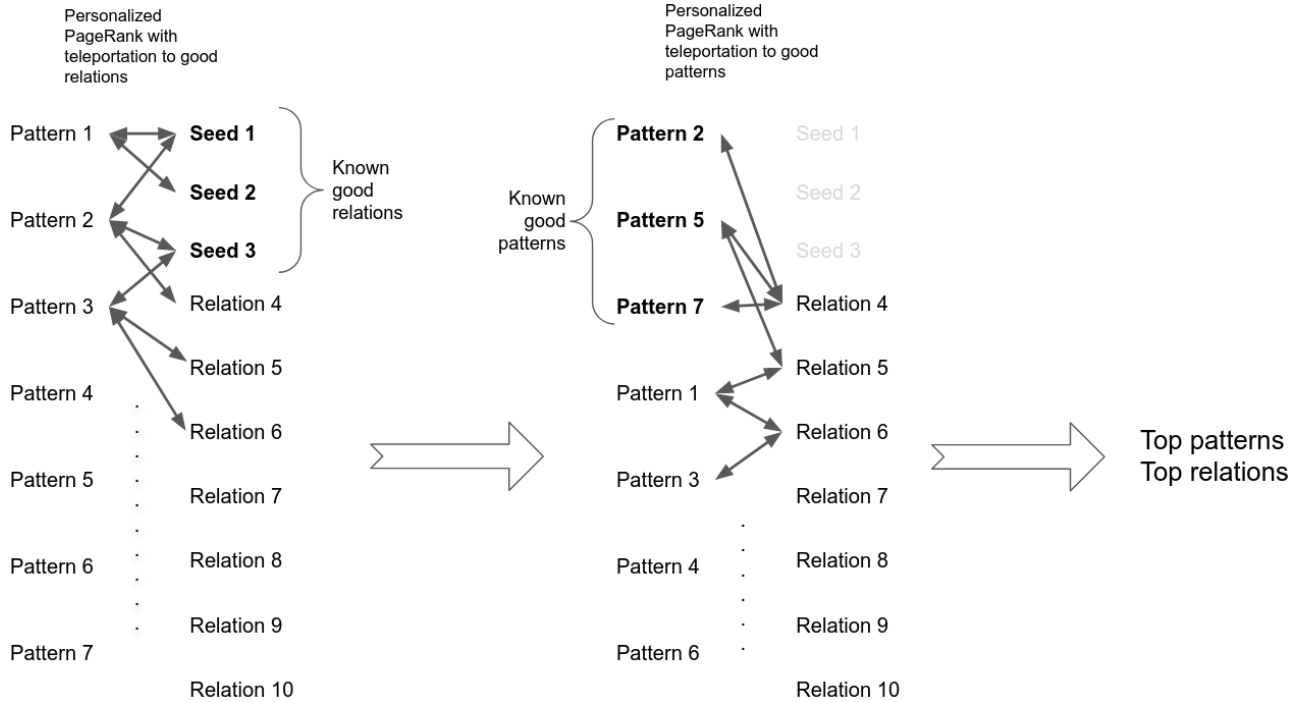 Personalized
PageRank with
teleportation to good
relations
Pattern 1
Pattern 2
Pattern 3
Pattern 4
Pattern 5
Pattern 6
Pattern 7
Seed 1
Seed 2
Seed 3
Relation 4
Relation 5
Relation 6
Relation 7
Relation 8
Relation 9
Relation 10
Known
good
relations
Personalized
PageRank with
teleportation to good
patterns
Known
good
patterns
Pattern 2
Pattern 5
Pattern 7
Pattern 1
Pattern 3
Pattern 4
Pattern 6
Seed 1
Seed 2
Seed 3
Relation 4
Relation 5
Relation 6
Relation 7
Relation 8
Relation 9
Relation 10
Top patterns
Top relations